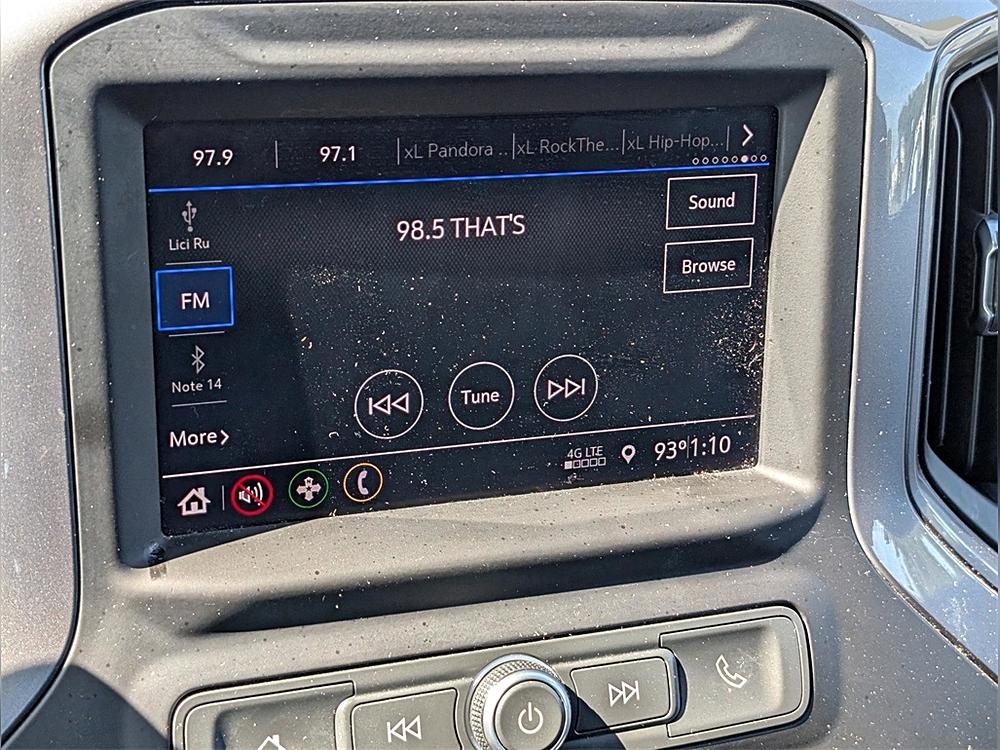 97.9
97.1
xL Pandora ..
xL RockThe...
xL Hip-Hop...
Lici Ru
98.5 THAT'S
Sound
FM
Browse
Note 14
Tune
More
4G LTE
93°
1:10